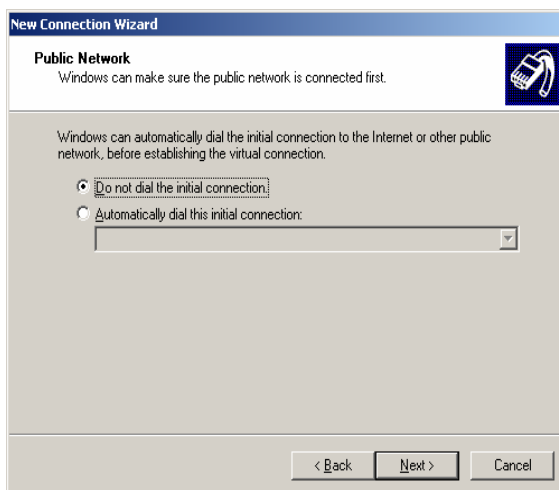 New Connection Wizard
Public Network
Windows can make sure the public network is connected first.
Windows can automatically dial the initial connection to the Internet or other public
network, before establishing the virtual connection.
Do not dial the initial connection.
Automatically dial this initial connection:
< Back
Next >
Cancel